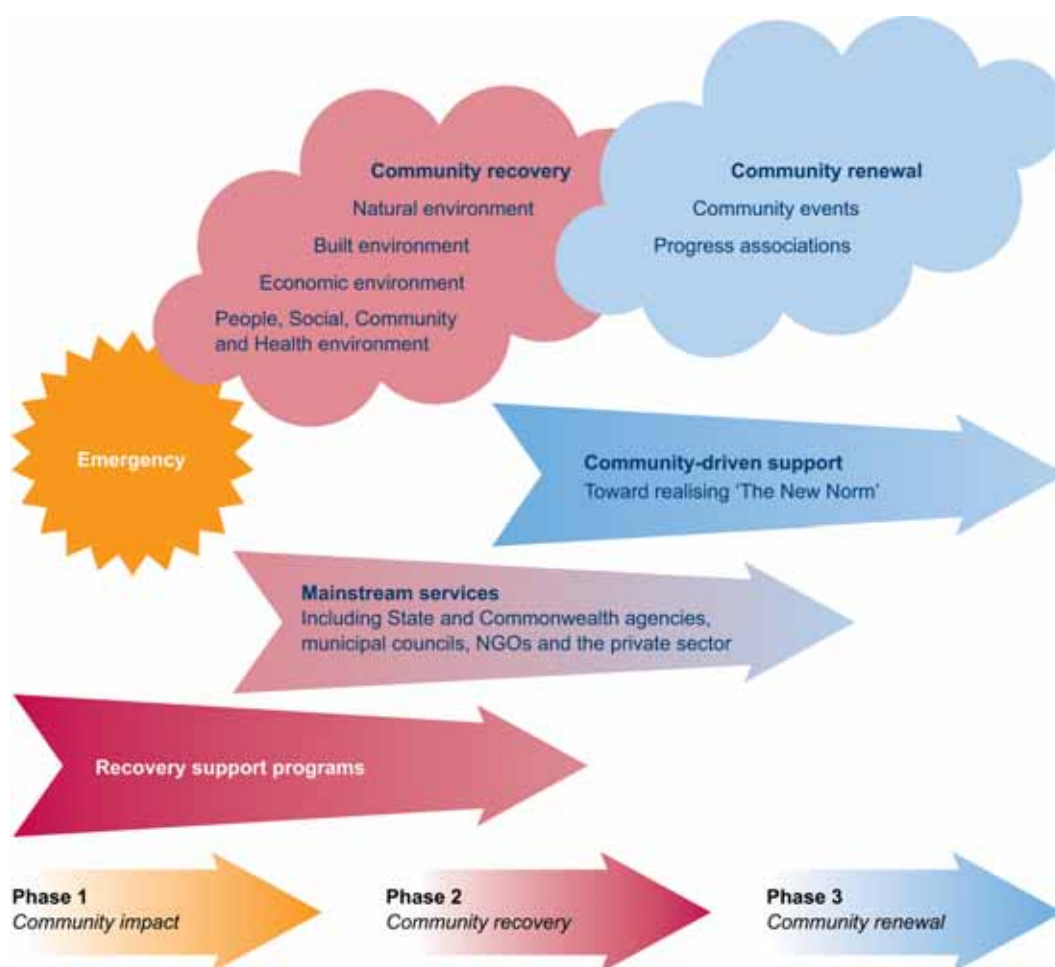 Community recovery
Natural environment
Built environment
Economic environment
People, Social, Community
and Health environment
Community renewal
Community events
Progress associations
Emergency
Community-driven support
Toward realising ‘The New Norm’
Mainstream services
Including State and Commonwealth agencies,
municipal councils, NGOs and the private sector
Recovery support programs
Phase 1
Community impact
Phase 2
Community recovery
Phase 3
Community renewal